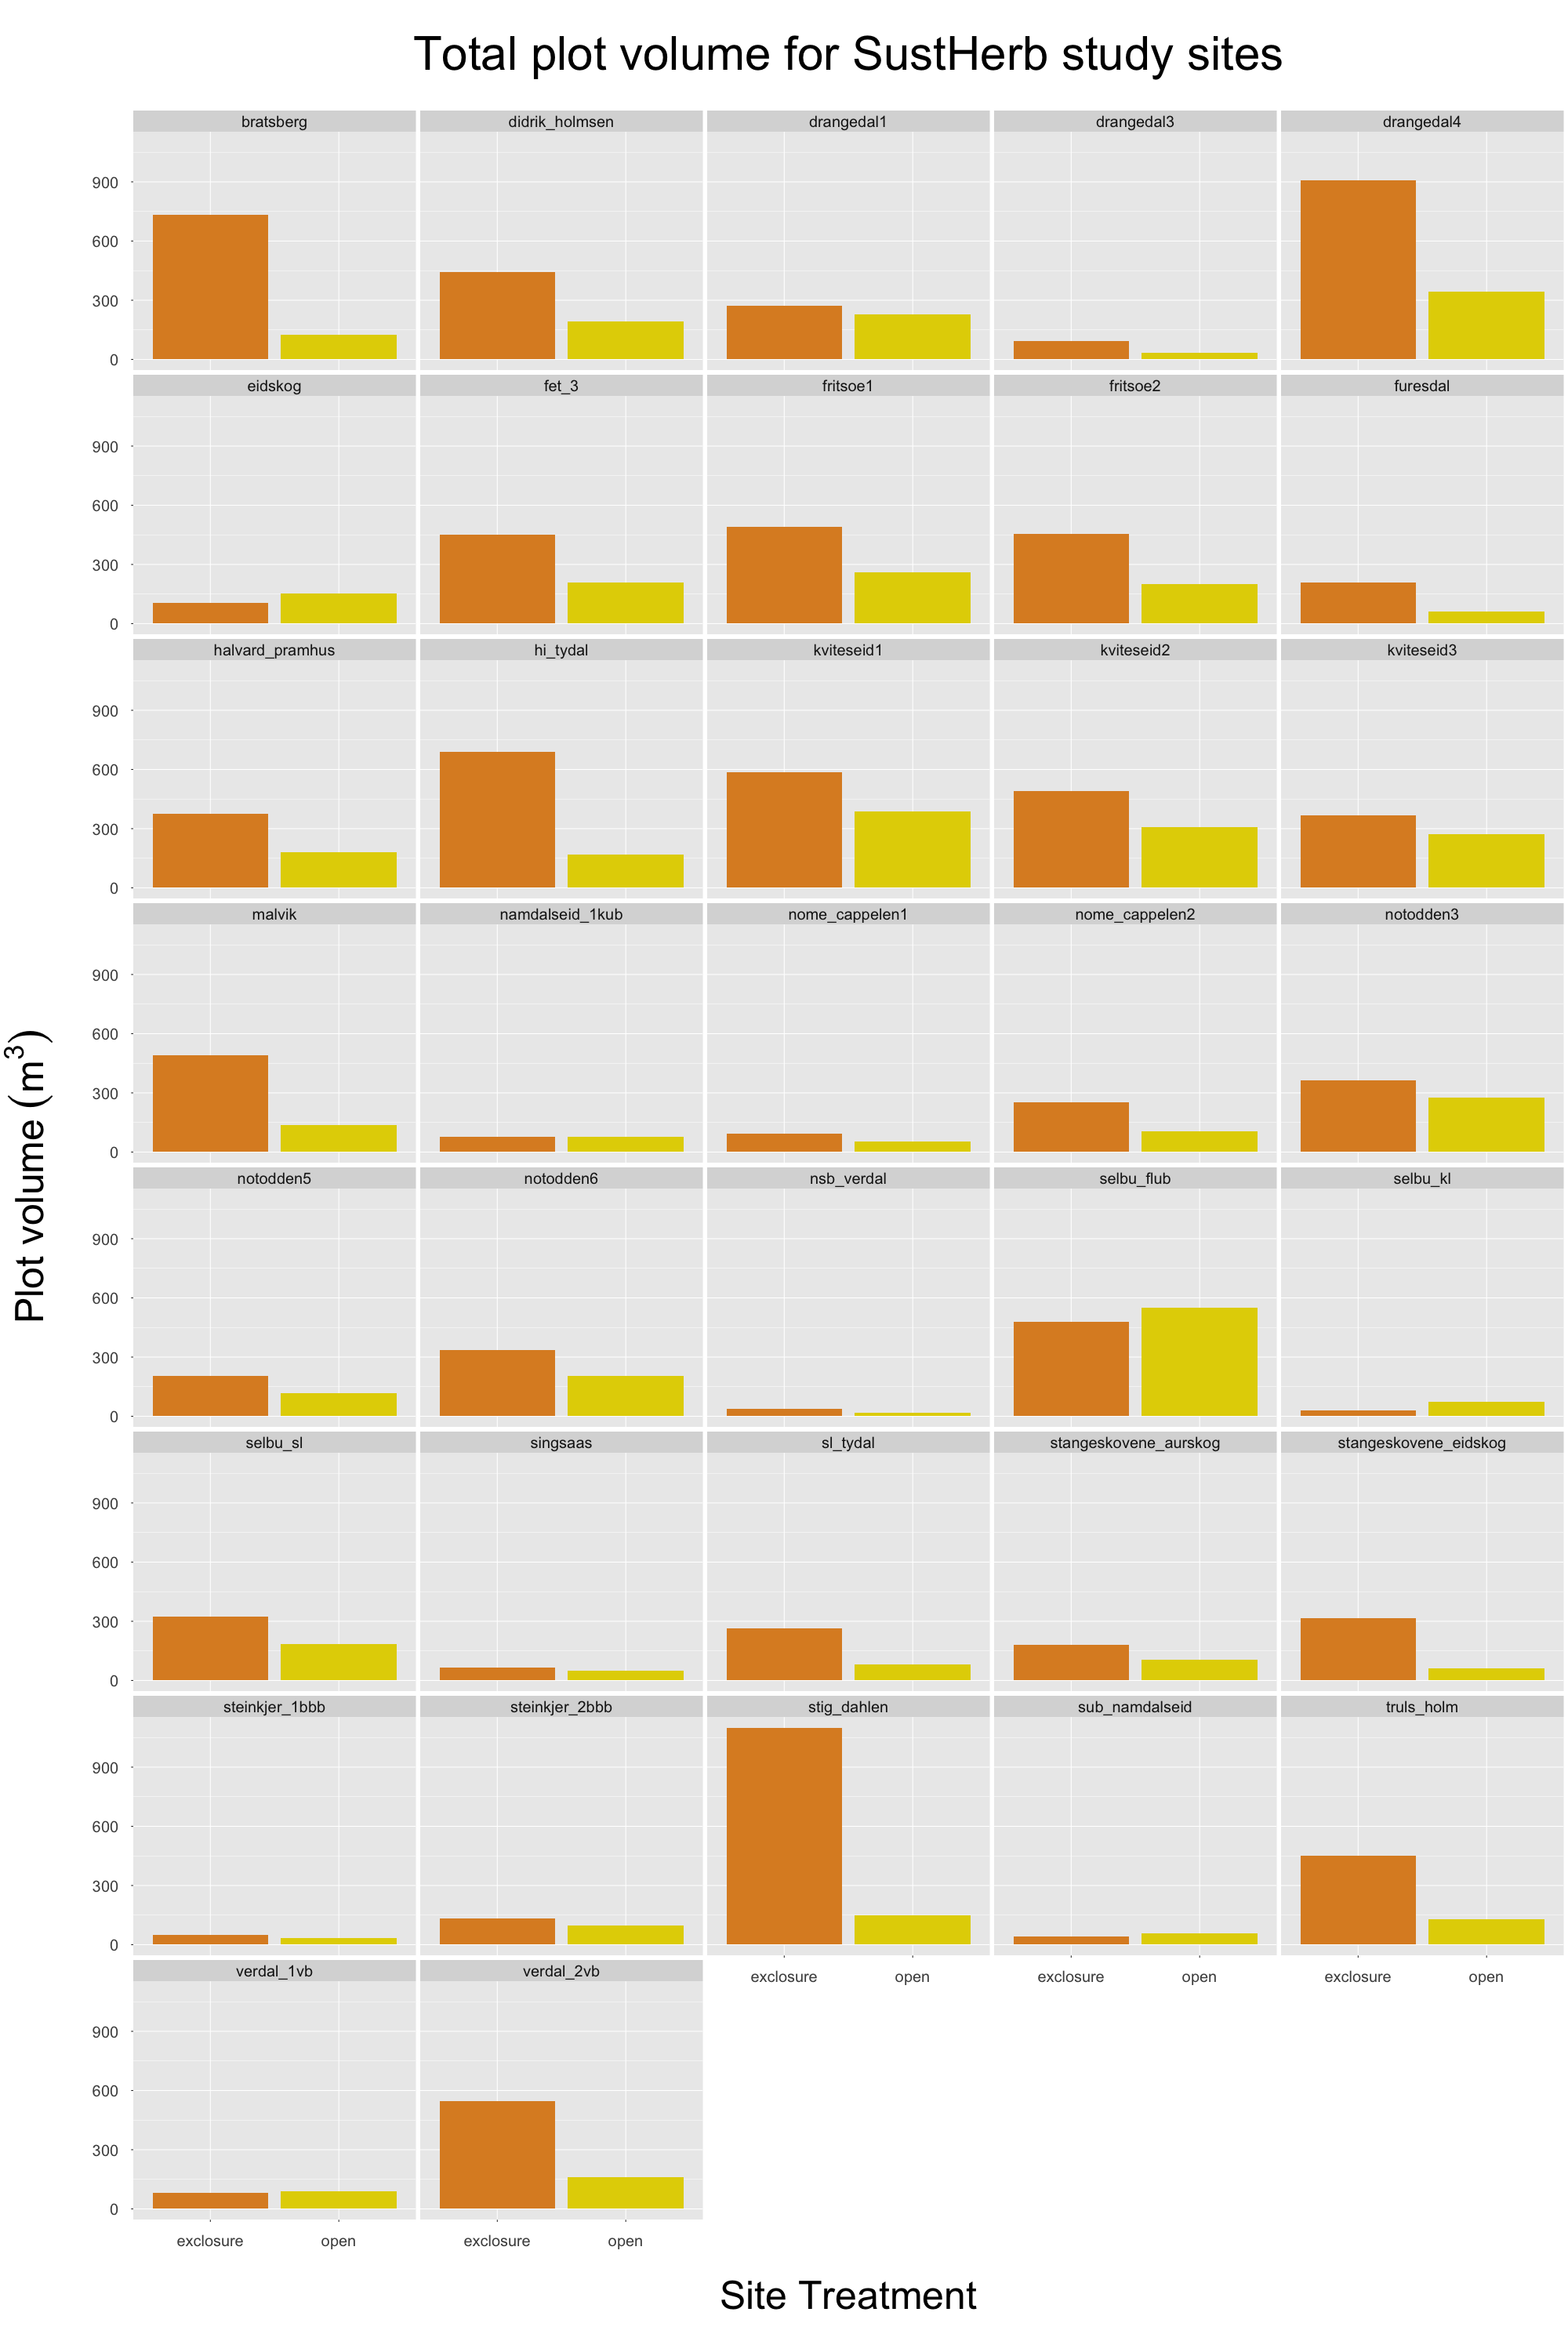 Total plot volume for SustHerb study sites
bratsberg didrik_holmsen drangedal1 drangedal3 drangedal4
900
600
300
0
eidskog fet_3 fritsoe1 fritsoe2 furesdal
900
600
300
0
halvard_pramhus hi_tydal kviteseid1 kviteseid2 kviteseid3
900
600
300
0
malvik namdalseid_1kub nome_cappelen1 nome_cappelen2 notodden3
900
600
300
0
notodden5 notodden6 nsb_verdal selbu_flub selbu_kl
900
600
300
0
selbu_sl singsaas sl_tydal stangeskovene_aurskog stangeskovene_eidskog
900
600
300
0
steinkjer_1bbb steinkjer_2bbb stig_dahlen sub_namdalseid truls_holm
900
600
300
0
verdal_1vb verdal_2vb
exclosure open exclosure open exclosure open
900
600
300
0
exclosure open exclosure open
Plot volume (m³)
Site Treatment